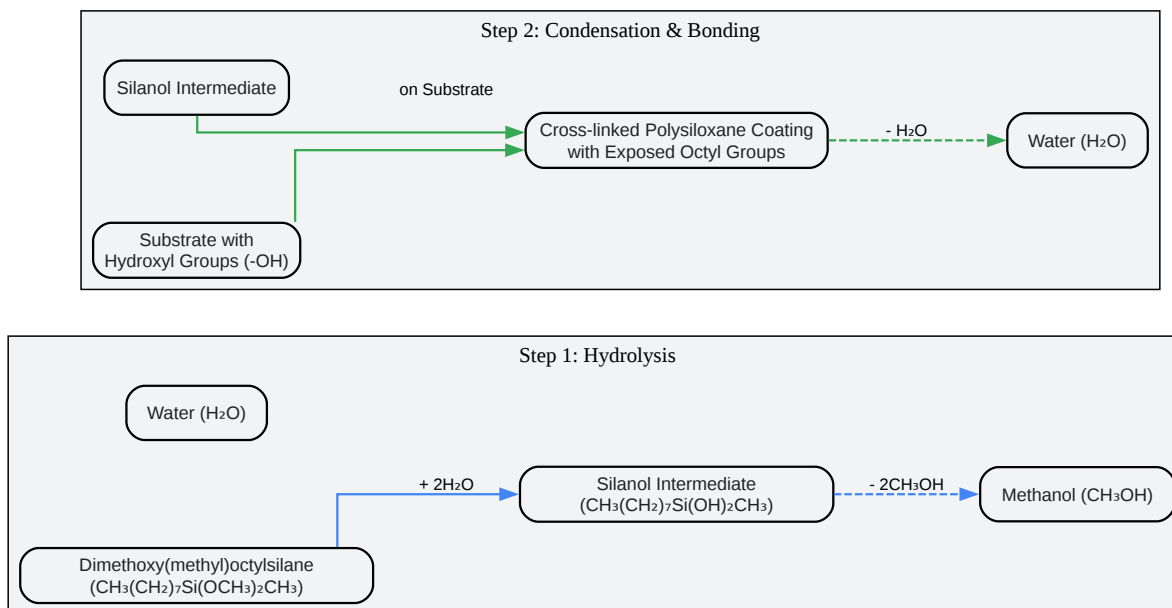 Step 2: Condensation & Bonding
Silanol Intermediate
on Substrate
Cross-linked Polysiloxane Coating
with Exposed Octyl Groups
- H₂O
Water (H₂O)
Substrate with
Hydroxyl Groups (-OH)
Step 1: Hydrolysis
Water (H₂O)
+ 2H₂O
Silanol Intermediate
(CH₃(CH₂)₇Si(OH)₂CH₃)
- 2CH₃OH
Methanol (CH₃OH)
Dimethoxy(methyl)octylsilane
(CH₃(CH₂)₇Si(OCH₃)₂CH₃)